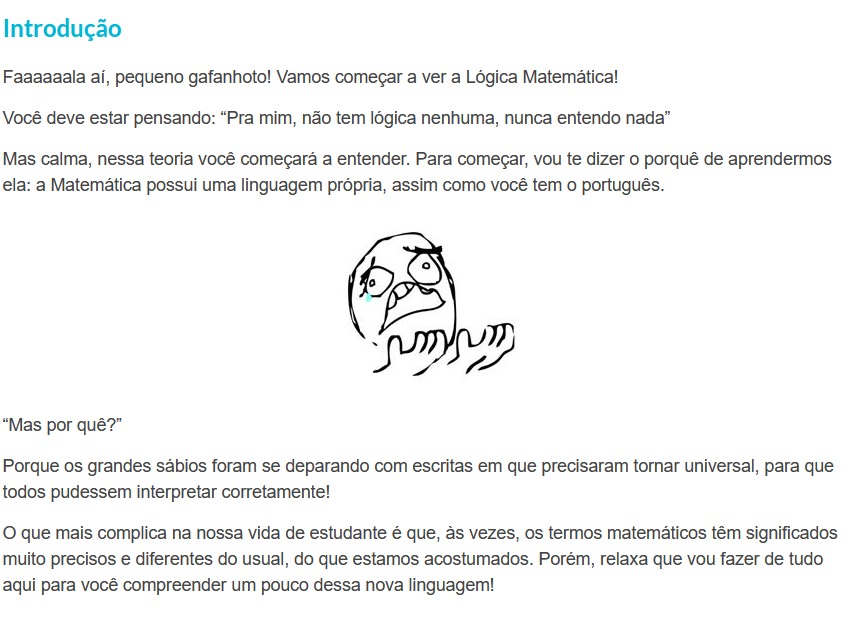 Introdução
Faaaaaala aí, pequeno gafanhoto! Vamos começar a ver a Lógica Matemática!
Você deve estar pensando: “Pra mim, não tem lógica nenhuma, nunca entendo nada”
Mas calma, nessa teoria você começará a entender. Para começar, vou te dizer o porquê de aprendermos
ela: a Matemática possui uma linguagem própria, assim como você tem o português.
“Mas por quê?”
Porque os grandes sábios foram se deparando com escritas em que precisaram tornar universal, para que
todos pudessem interpretar corretamente!
O que mais complica na nossa vida de estudante é que, às vezes, os termos matemáticos têm significados
muito precisos e diferentes do usual, do que estamos acostumados. Porém, relaxa que vou fazer de tudo
aqui para você compreender um pouco dessa nova linguagem!